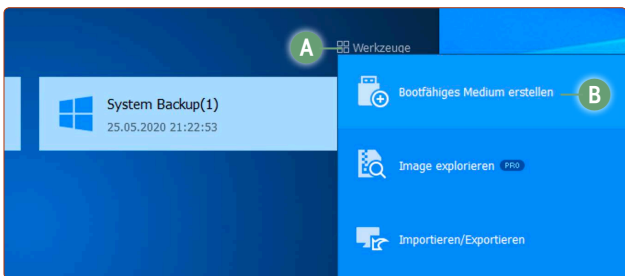 A
Werkzeuge
System Backup(1)
25.05.2020 21:22:53
Bootfähiges Medium erstellen
B
Image explorieren PRO
Importieren/Exportieren